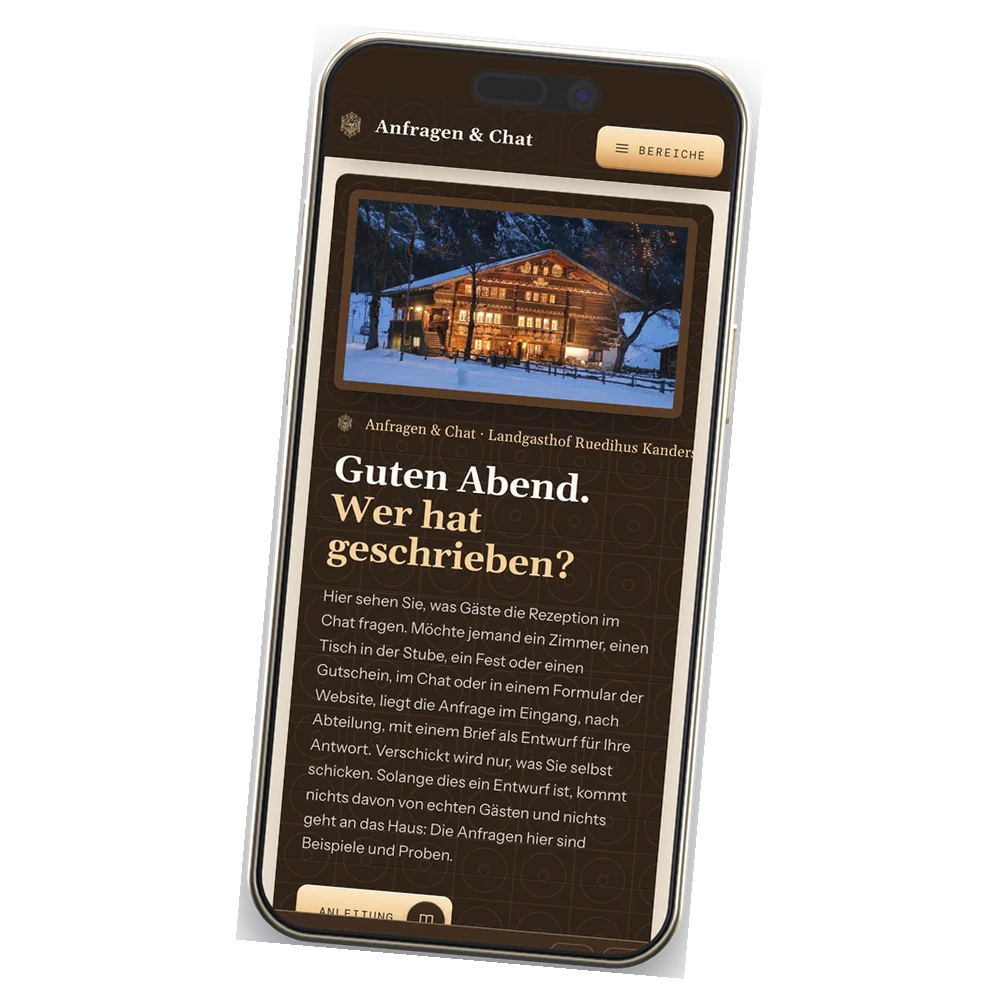 Anfragen & Chat
BEREICHE
Anfragen & Chat · Landgasthof Ruedihus Kanders
Guten Abend.
Wer hat
geschrieben?
Hier sehen Sie, was Gäste die Rezeption im
Chat fragen. Möchte jemand ein Zimmer, einen
Tisch in der Stube, ein Fest oder einen
Gutschein, im Chat oder in einem Formular der
Website, liegt die Anfrage im Eingang, nach
Abteilung, mit einem Brief als Entwurf für Ihre
Antwort. Verschickt wird nur, was Sie selbst
schicken. Solange dies ein Entwurf ist, kommt
nichts davon von echten Gästen und nichts
geht an das Haus: Die Anfragen hier sind
Beispiele und Proben.
ANLEITUNG